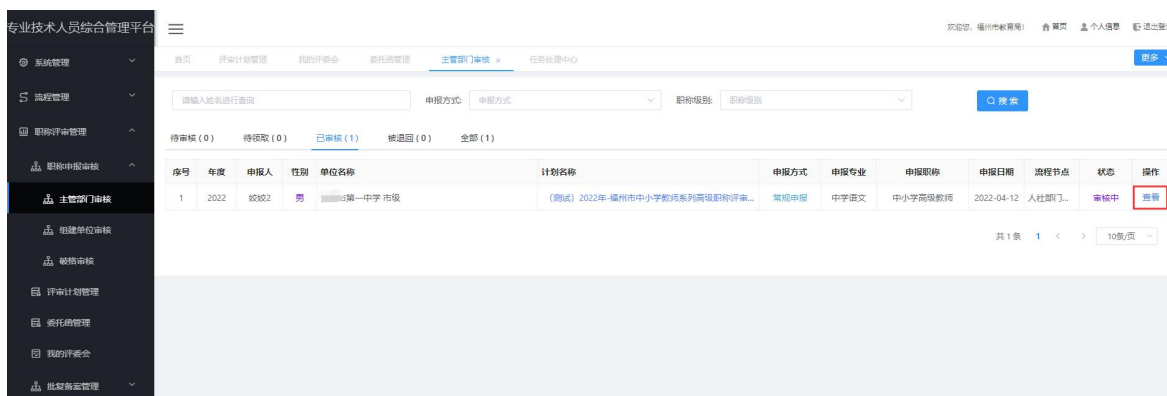 专业技术人员综合管理平台
欢迎您、福州市教育局! 首页 个人信息 退出登
系统管理
首页 评审计划管理 我的评委会 委托函管理 主管部门审核 × 任务处理中心 更多
流程管理
请输入姓名进行查询 申报方式: 申报方式 职称级别: 职称级别 搜索
职称评审管理
待审核 ( 0 ) 待领取 ( 0 ) 已审核 ( 1 ) 被退回 ( 0 ) 全部 ( 1 )
职称申报审核
序号 年度 申报人 性别 单位名称 计划名称 申报方式 申报专业 申报职称 申报日期 流程节点 状态 操作
主管部门审核
1 2022 姣姣2 男 第一中学 市级 (测试) 2022年-福州市中小学教师系列高级职称评审... 常规申报 中学语文 中小学高级教师 2022-04-12 人社部门... 审核中 查看
组建单位审核
共 1 条 1 < > 10条/页
破格审核
评审计划管理
委托函管理
我的评委会
批复备案管理